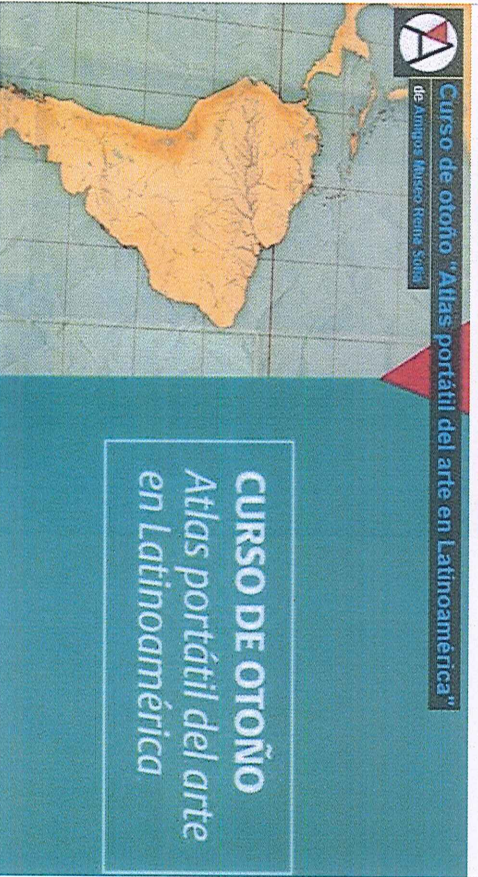 Curso de otoño "Atlas portátil del arte en Latinoamérica"
de Amigos Museo Reina Sofía
CURSO DE OTOÑO
Atlas portátil del arte
en Latinoamérica